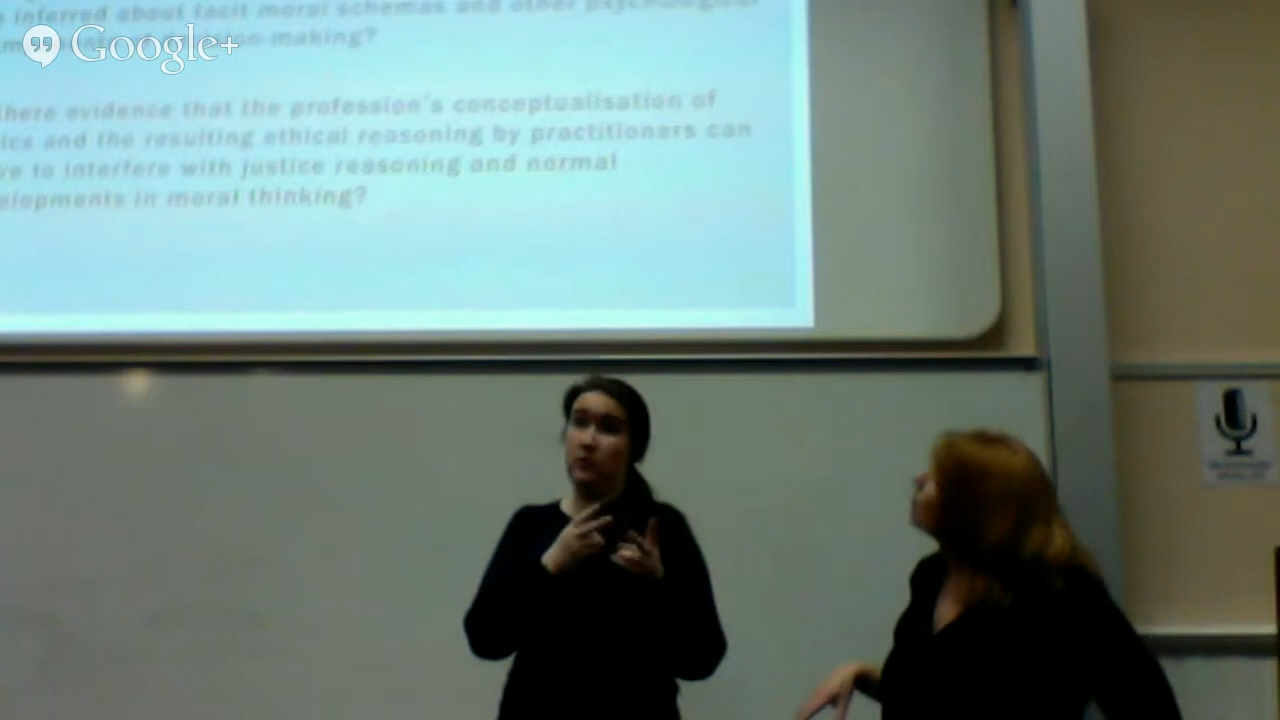 inferred about tacit moral schemas and other psychological
Google+
-making?
here evidence that the profession's conceptualisation of
ics and the resulting ethical reasoning by practitioners can
ve to interfere with justice reasoning and normal
elopments in moral thinking?